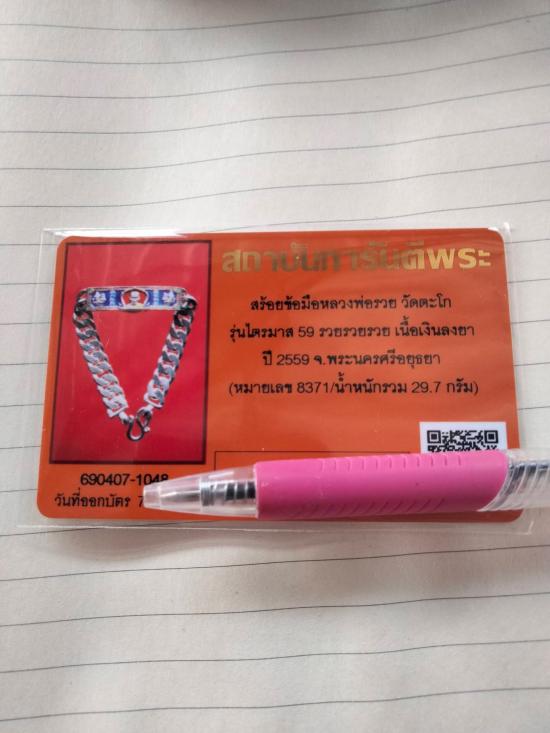 สถาบันการันตีพระ
สร้อยข้อมือหลวงพ่อรวย วัดตะโก
รุ่นไตรมาส 59 รวยรวยรวย เนื้อเงินลงยา
ปี 2559 จ.พระนครศรีอยุธยา
(หมายเลข 8371/น้ำหนักรวม 29.7 กรัม)
690407-1048
วันที่ออกบัตร 7